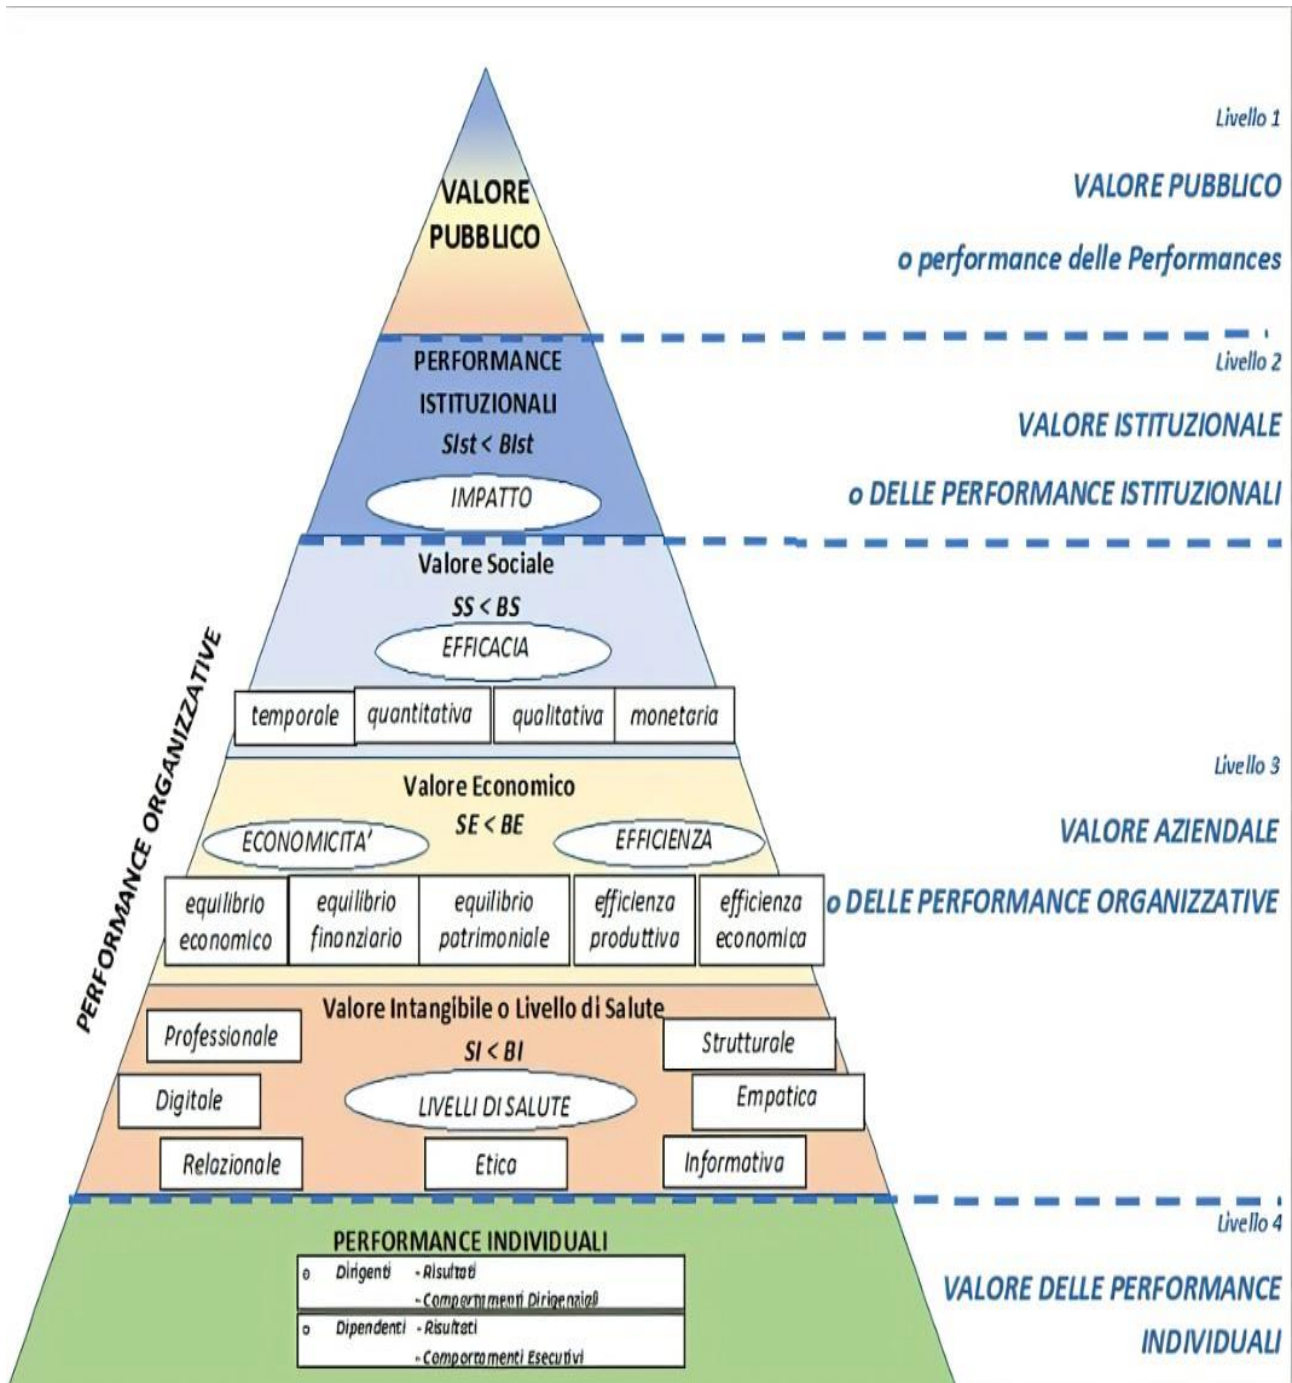 Livello 1
VALORE PUBBLICO
o performance delle Performances
VALORE
PUBBLICO
Livello 2
VALORE ISTITUZIONALE
o DELLE PERFORMANCE ISTITUZIONALI
PERFORMANCE
ISTITUZIONALI
SIst < BIst
IMPATTO
PERFORMANCE ORGANIZZATIVE
Valore Sociale
SS < BS
EFFICACIA
temporale
quantitativa
qualitativa
monetaria
Livello 3
VALORE AZIENDALE
o DELLE PERFORMANCE ORGANIZZATIVE
Valore Economico
SE < BE
ECONOMICITA'
EFFICIENZA
equilibrio
economico
equilibrio
finanziario
equilibrio
patrimoniale
efficienza
produttiva
efficienza
economica
Valore Intangibile o Livello di Salute
SI < BI
Professionale
Strutturale
Digitale
LIVELLI DI SALUTE
Empatica
Relazionale
Etica
Informativa
Livello 4
VALORE DELLE PERFORMANCE
INDIVIDUALI
PERFORMANCE INDIVIDUALI
o Dirigenti - Risultati
- Comportamenti Dirigenziali
o Dipendenti - Risultati
- Comportamenti Esecutivi